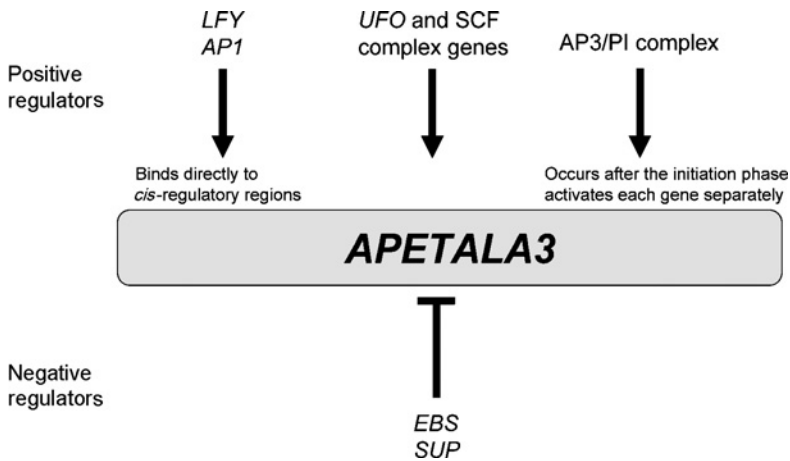 LFY
AP1
UFO and SCF
complex genes
AP3/PI complex
Positive
regulators
Binds directly to
cis-regulatory regions
Occurs after the initiation phase
activates each gene separately
APETALA3
Negative
regulators
EBS
SUP